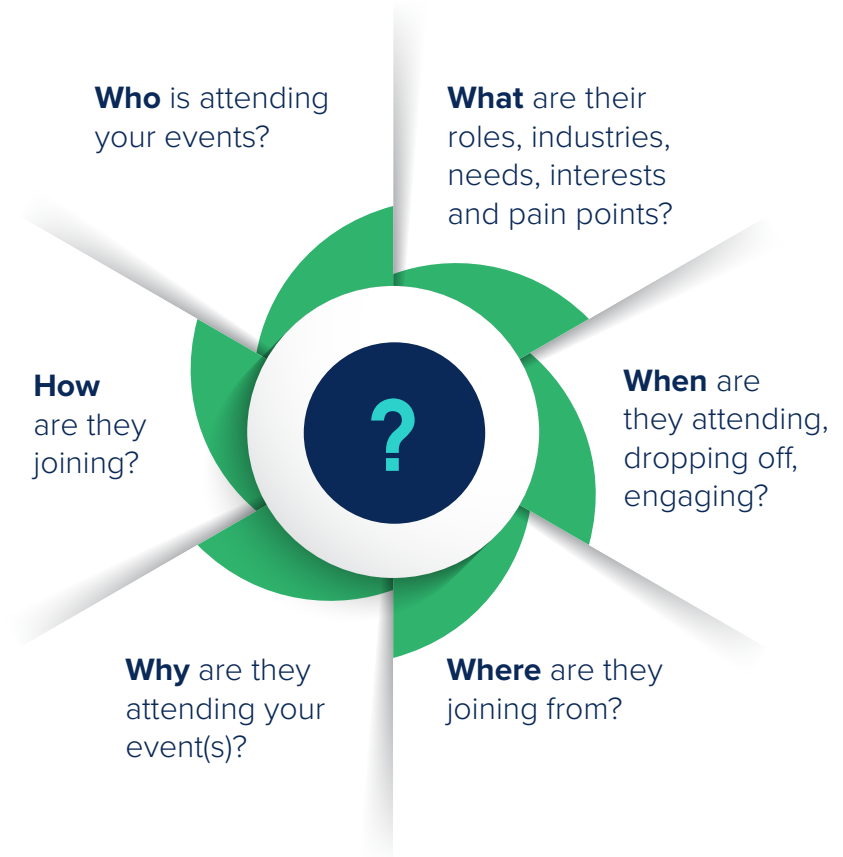 Who is attending
your events?
What are their
roles, industries,
needs, interests
and pain points?
When are
they attending,
dropping off,
engaging?
Where are they
joining from?
Why are they
attending your
event(s)?
How
are they
joining?
?